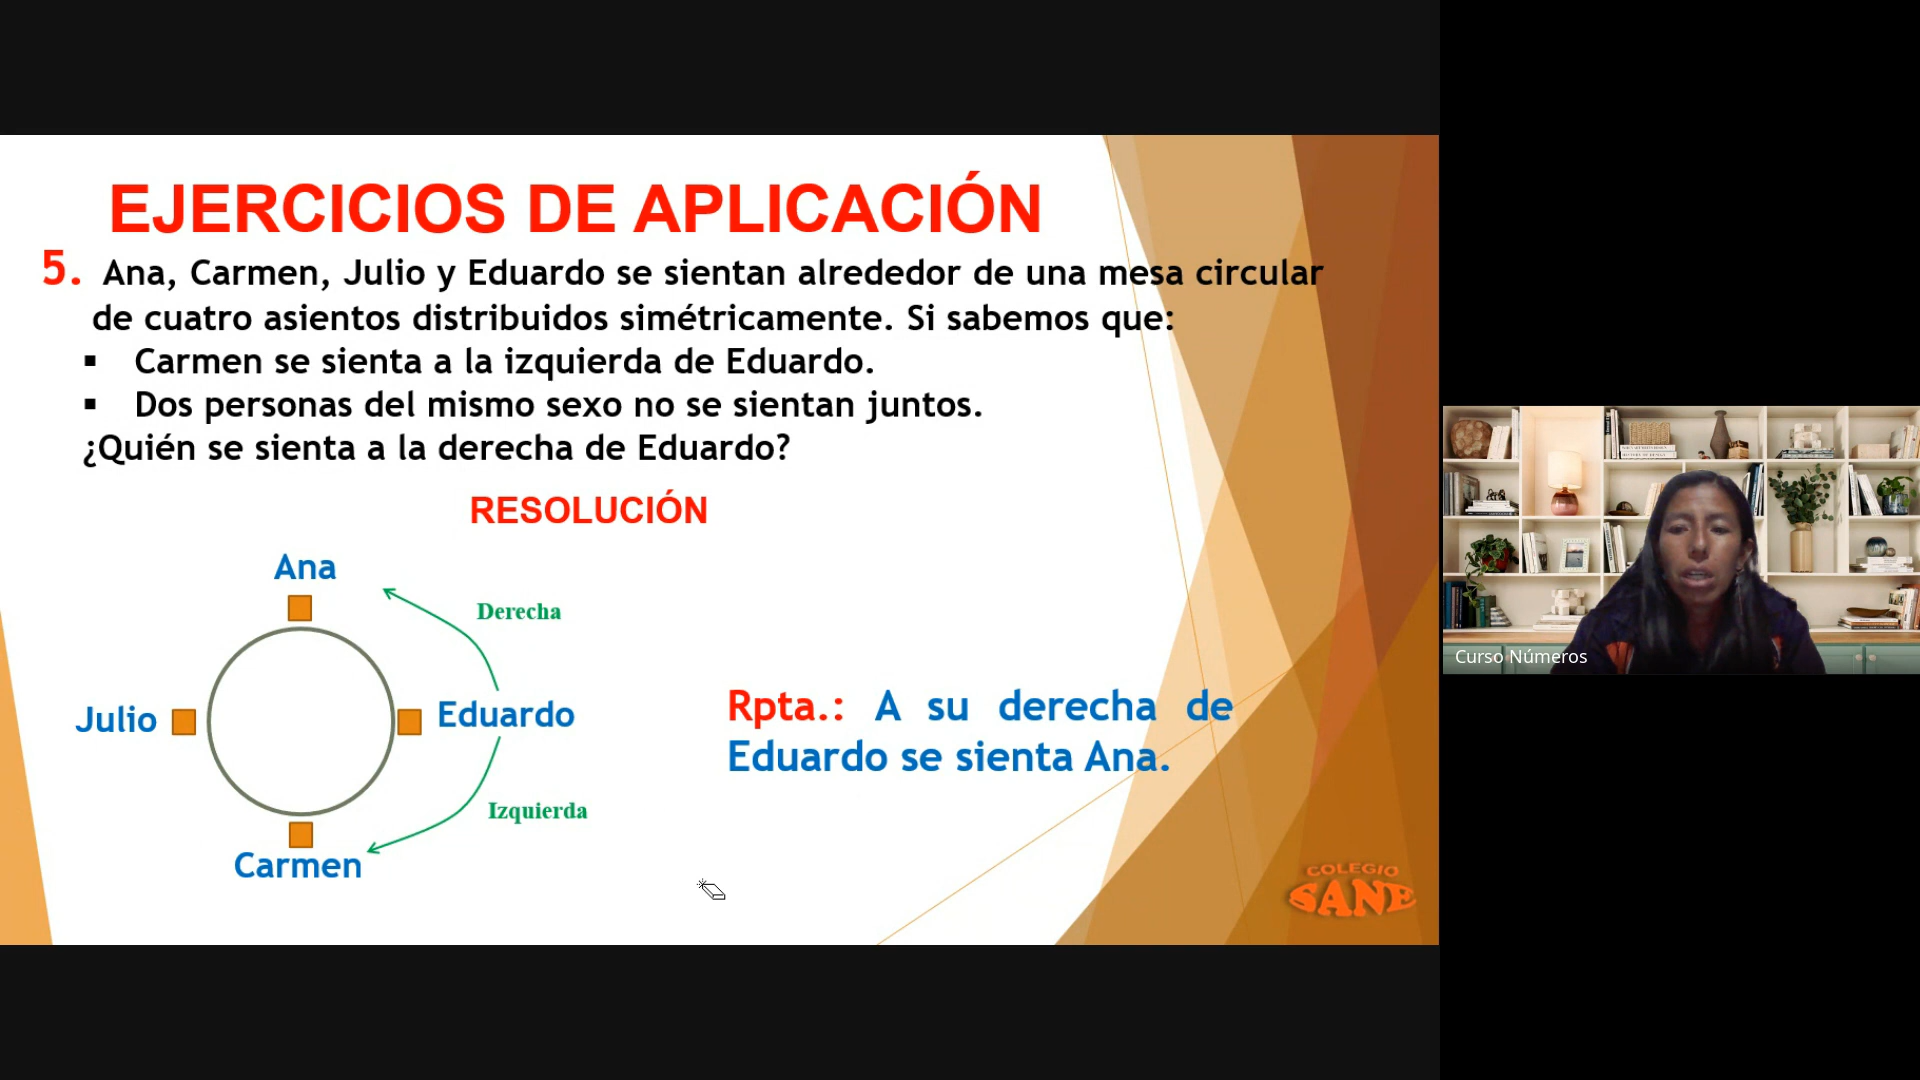 EJERCICIOS DE APLICACIÓN
5. Ana, Carmen, Julio y Eduardo se sientan alrededor de una mesa circular
de cuatro asientos distribuidos simétricamente. Si sabemos que:
▪ Carmen se sienta a la izquierda de Eduardo.
▪ Dos personas del mismo sexo no se sientan juntos.
¿Quién se sienta a la derecha de Eduardo?
RESOLUCIÓN
Ana
Derecha
Julio
Eduardo
Izquierda
Carmen
Rpta.: A su derecha de
Eduardo se sienta Ana.
COLEGIO
SANE
Curso Números